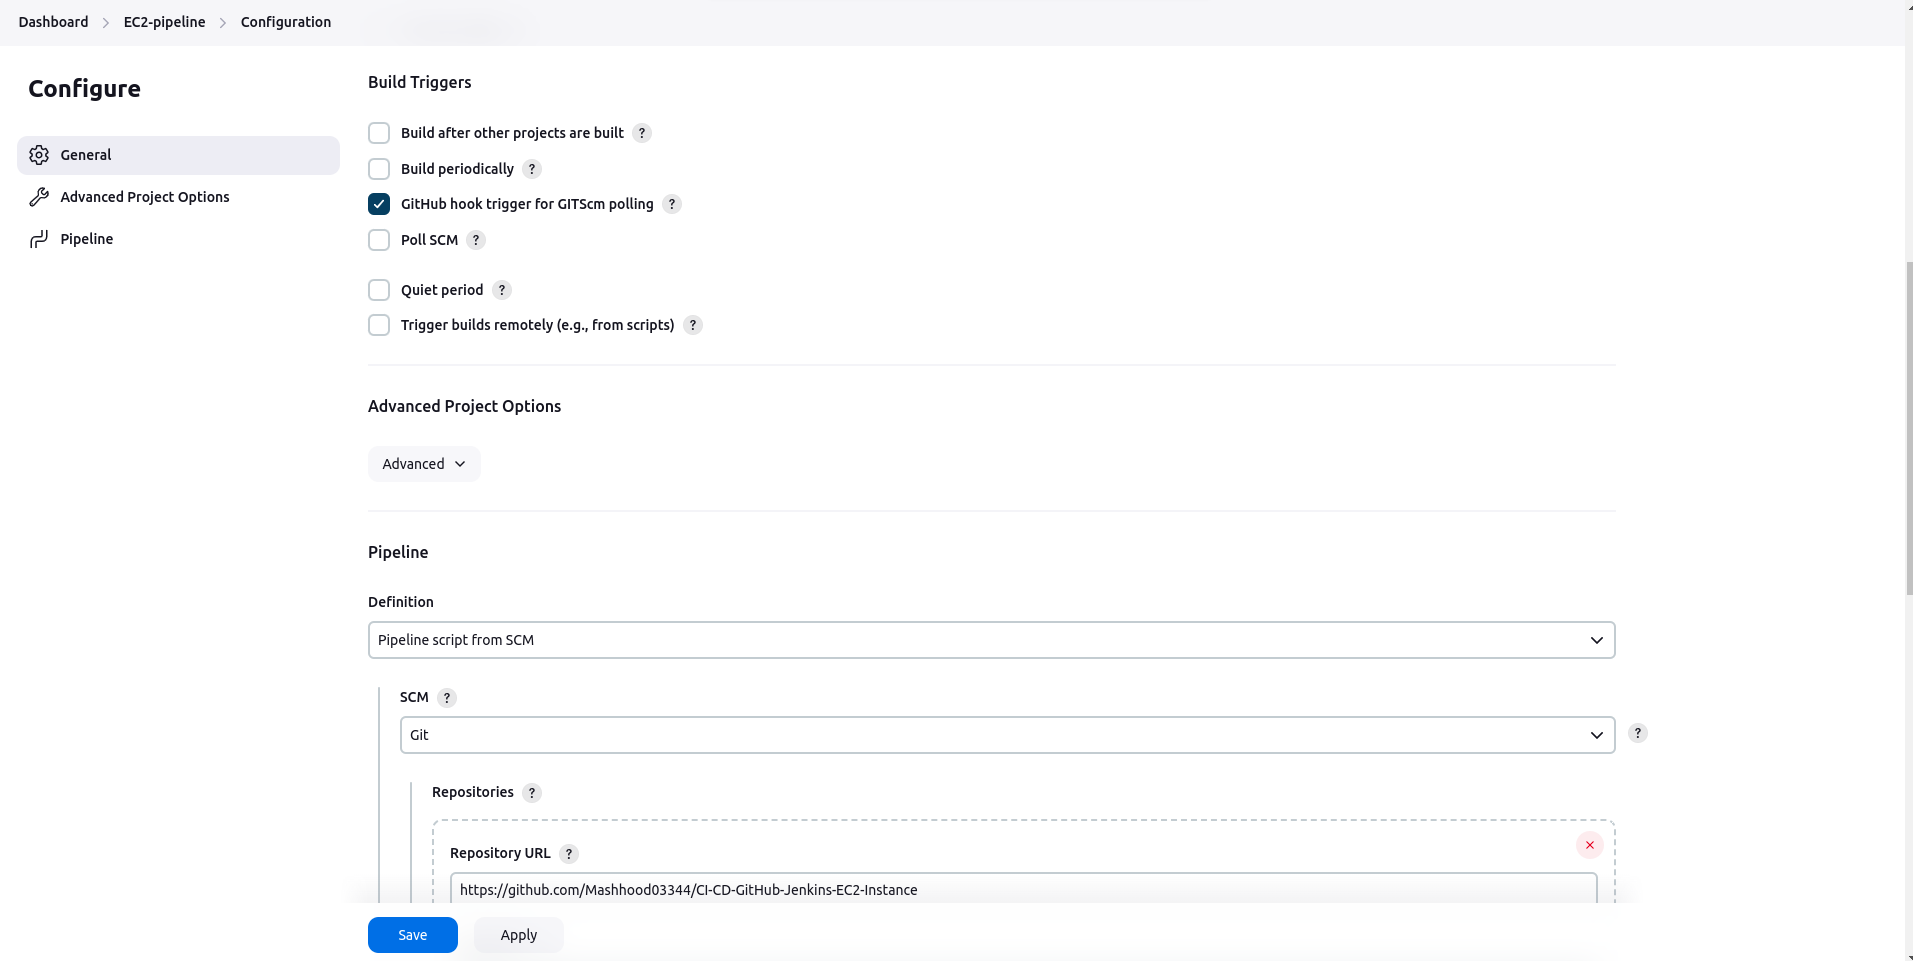 Dashboard > EC2-pipeline > Configuration
Configure
General
Advanced Project Options
Pipeline
Build Triggers
Build after other projects are built ?
Build periodically ?
GitHub hook trigger for GITScm polling ?
Poll SCM ?
Quiet period ?
Trigger builds remotely (e.g., from scripts) ?
Advanced Project Options
Advanced
Pipeline
Definition
Pipeline script from SCM
SCM ?
Git
?
Repositories ?
Repository URL ?
https://github.com/Mashhood03344/CI-CD-GitHub-Jenkins-EC2-Instance
Save
Apply